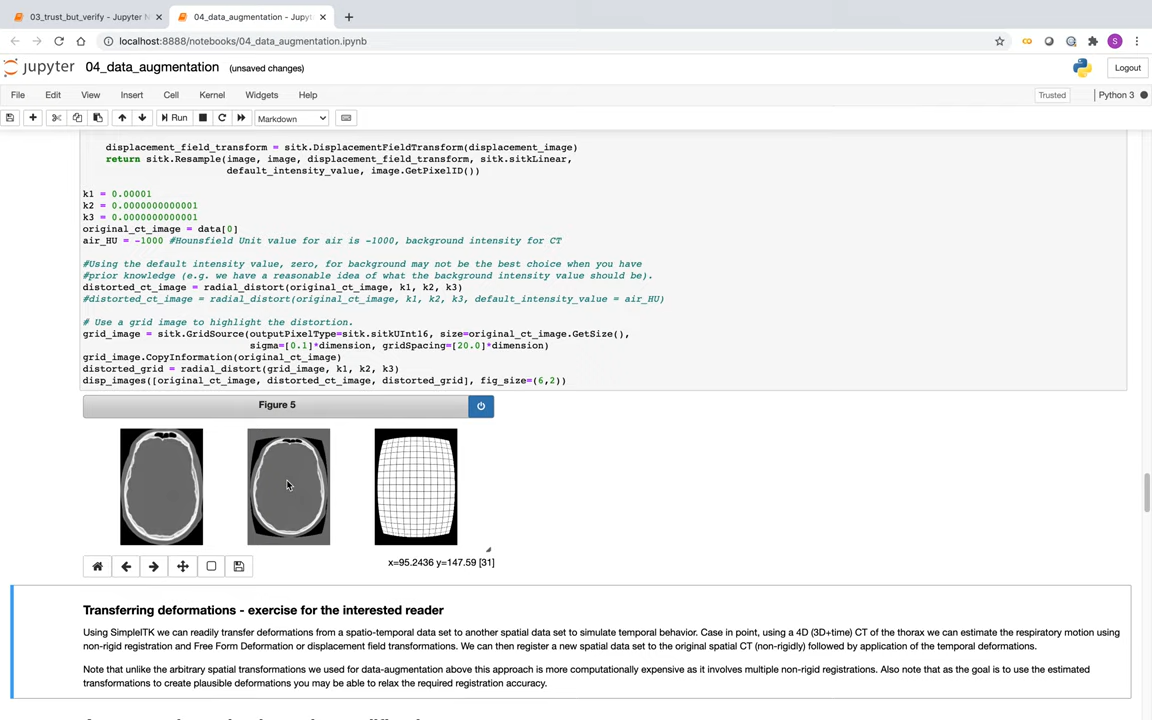 03_trust_but_verify - Jupyter N
04_data_augmentation - Jupyt
localhost:8888/notebooks/04_data_augmentation.ipynb
S
jupyter 04_data_augmentation (unsaved changes)
Logout
File Edit View Insert Cell Kernel Widgets Help
Trusted
Python 3
Run
Markdown
displacement_field_transform = sitk.DisplacementFieldTransform(displacement_image)
return sitk.Resample(image, image, displacement_field_transform, sitk.sitkLinear,
default_intensity_value, image.GetPixelID())
k1 = 0.00001
k2 = 0.0000000000001
k3 = 0.0000000000001
original_ct_image = data[0]
air_HU = -1000 #Hounsfield Unit value for air is -1000, background intensity for CT
#Using the default intensity value, zero, for background may not be the best choice when you have
#prior knowledge (e.g. we have a reasonable idea of what the background intensity value should be).
distorted_ct_image = radial_distort(original_ct_image, k1, k2, k3)
#distorted_ct_image = radial_distort(original_ct_image, k1, k2, k3, default_intensity_value = air_HU)
# Use a grid image to highlight the distortion.
grid_image = sitk.GridSource(outputPixelType=sitk.sitkUInt16, size=original_ct_image.GetSize(),
sigma=[0.1]*dimension, gridSpacing=[20.0]*dimension)
grid_image.CopyInformation(original_ct_image)
distorted_grid = radial_distort(grid_image, k1, k2, k3)
disp_images([original_ct_image, distorted_ct_image, distorted_grid], fig_size=(6,2))
Figure 5
x=95.2436 y=147.59 [31]
Transferring deformations - exercise for the interested reader
Using SimpleITK we can readily transfer deformations from a spatio-temporal data set to another spatial data set to simulate temporal behavior. Case in point, using a 4D (3D+time) CT of the thorax we can estimate the respiratory motion using
non-rigid registration and Free Form Deformation or displacement field transformations. We can then register a new spatial data set to the original spatial CT (non-rigidly) followed by application of the temporal deformations.
Note that unlike the arbitrary spatial transformations we used for data-augmentation above this approach is more computationally expensive as it involves multiple non-rigid registrations. Also note that as the goal is to use the estimated
transformations to create plausible deformations you may be able to relax the required registration accuracy.